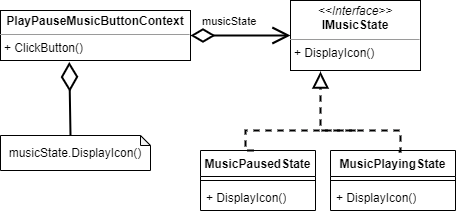 PlayPauseMusicButtonContext
+ ClickButton()
musicState
<<Interface>>
IMusicState
+ DisplayIcon()
musicState.DisplayIcon()
MusicPausedState
+ DisplayIcon()
MusicPlayingState
+ DisplayIcon()